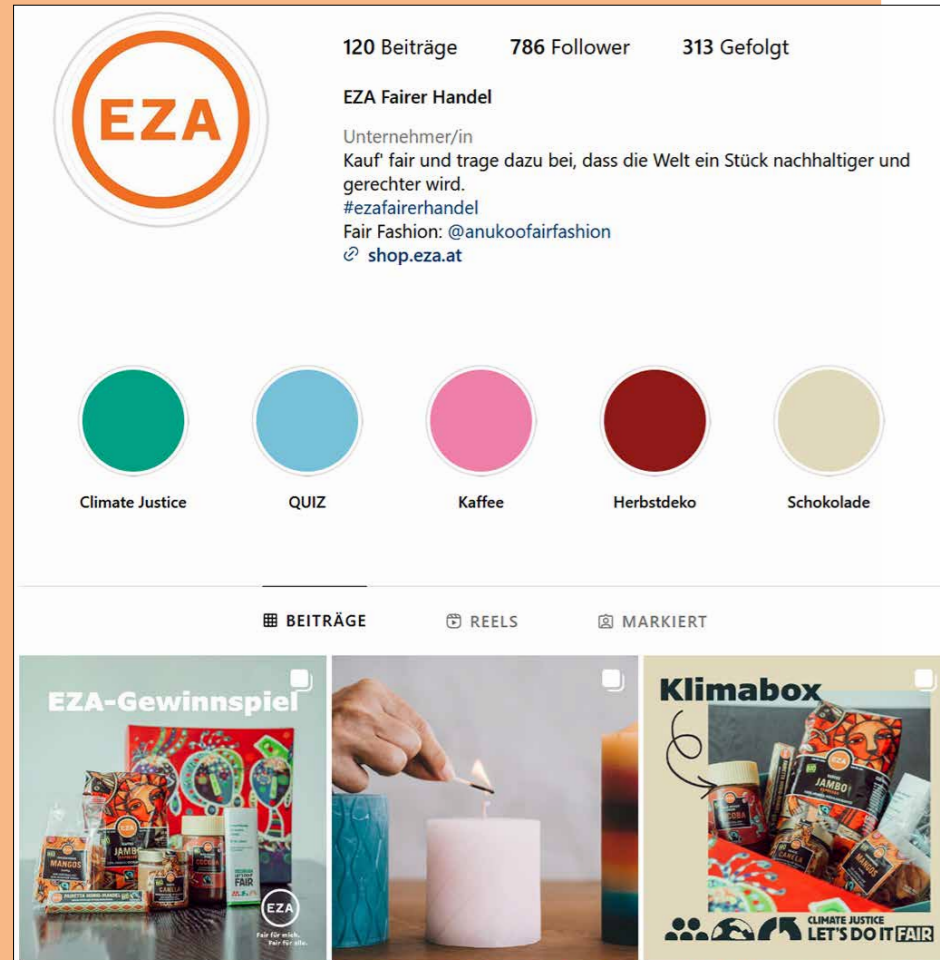 EZA
120 Beiträge 786 Follower 313 Gefolgt
EZA Fairer Handel
Unternehmer/in
Kauf' fair und trage dazu bei, dass die Welt ein Stück nachhaltiger und
gerechter wird.
#ezafairerhandel
Fair Fashion: @anukoofairfashion
shop.eza.at
Climate Justice
QUIZ
Kaffee
Herbstdeko
Schokolade
BEITRÄGE
REELS
MARKIERT
EZA-Gewinnspiel
EZA
MANGOS
CANELA
FAIR
EZA
Fair für mich.
Fair für alle.
Klimabox
EZA
JAMBO
CANELA
MANGOS
CLIMATE JUSTICE
LET'S DO IT FAIR